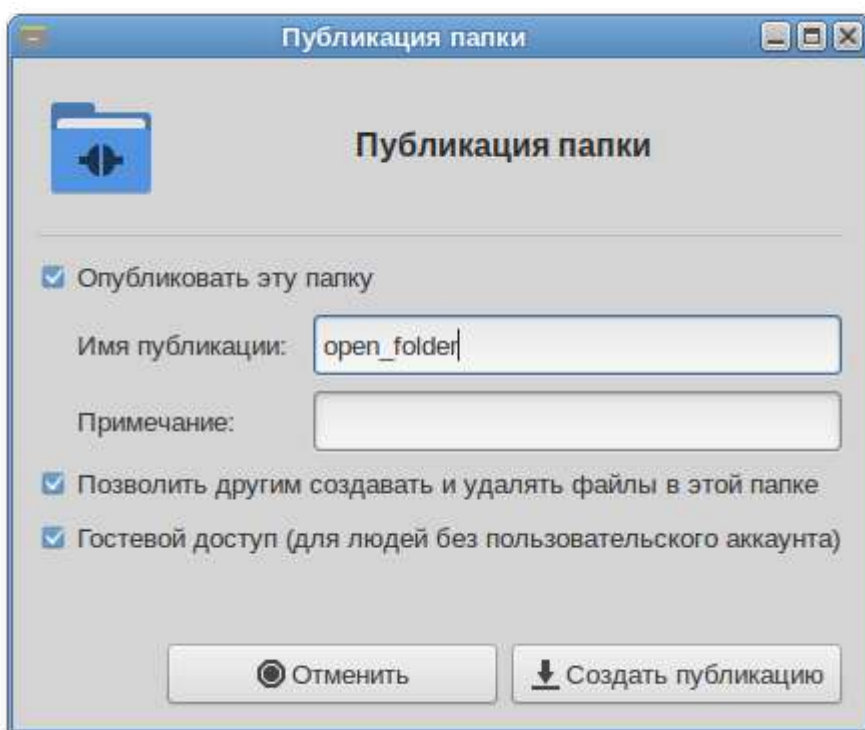 Публикация папки
Публикация папки
Опубликовать эту папку
Имя публикации: open_folder
Примечание:
Позволить другим создавать и удалять файлы в этой папке
Гостевой доступ (для людей без пользовательского аккаунта)
Отменить Создать публикацию